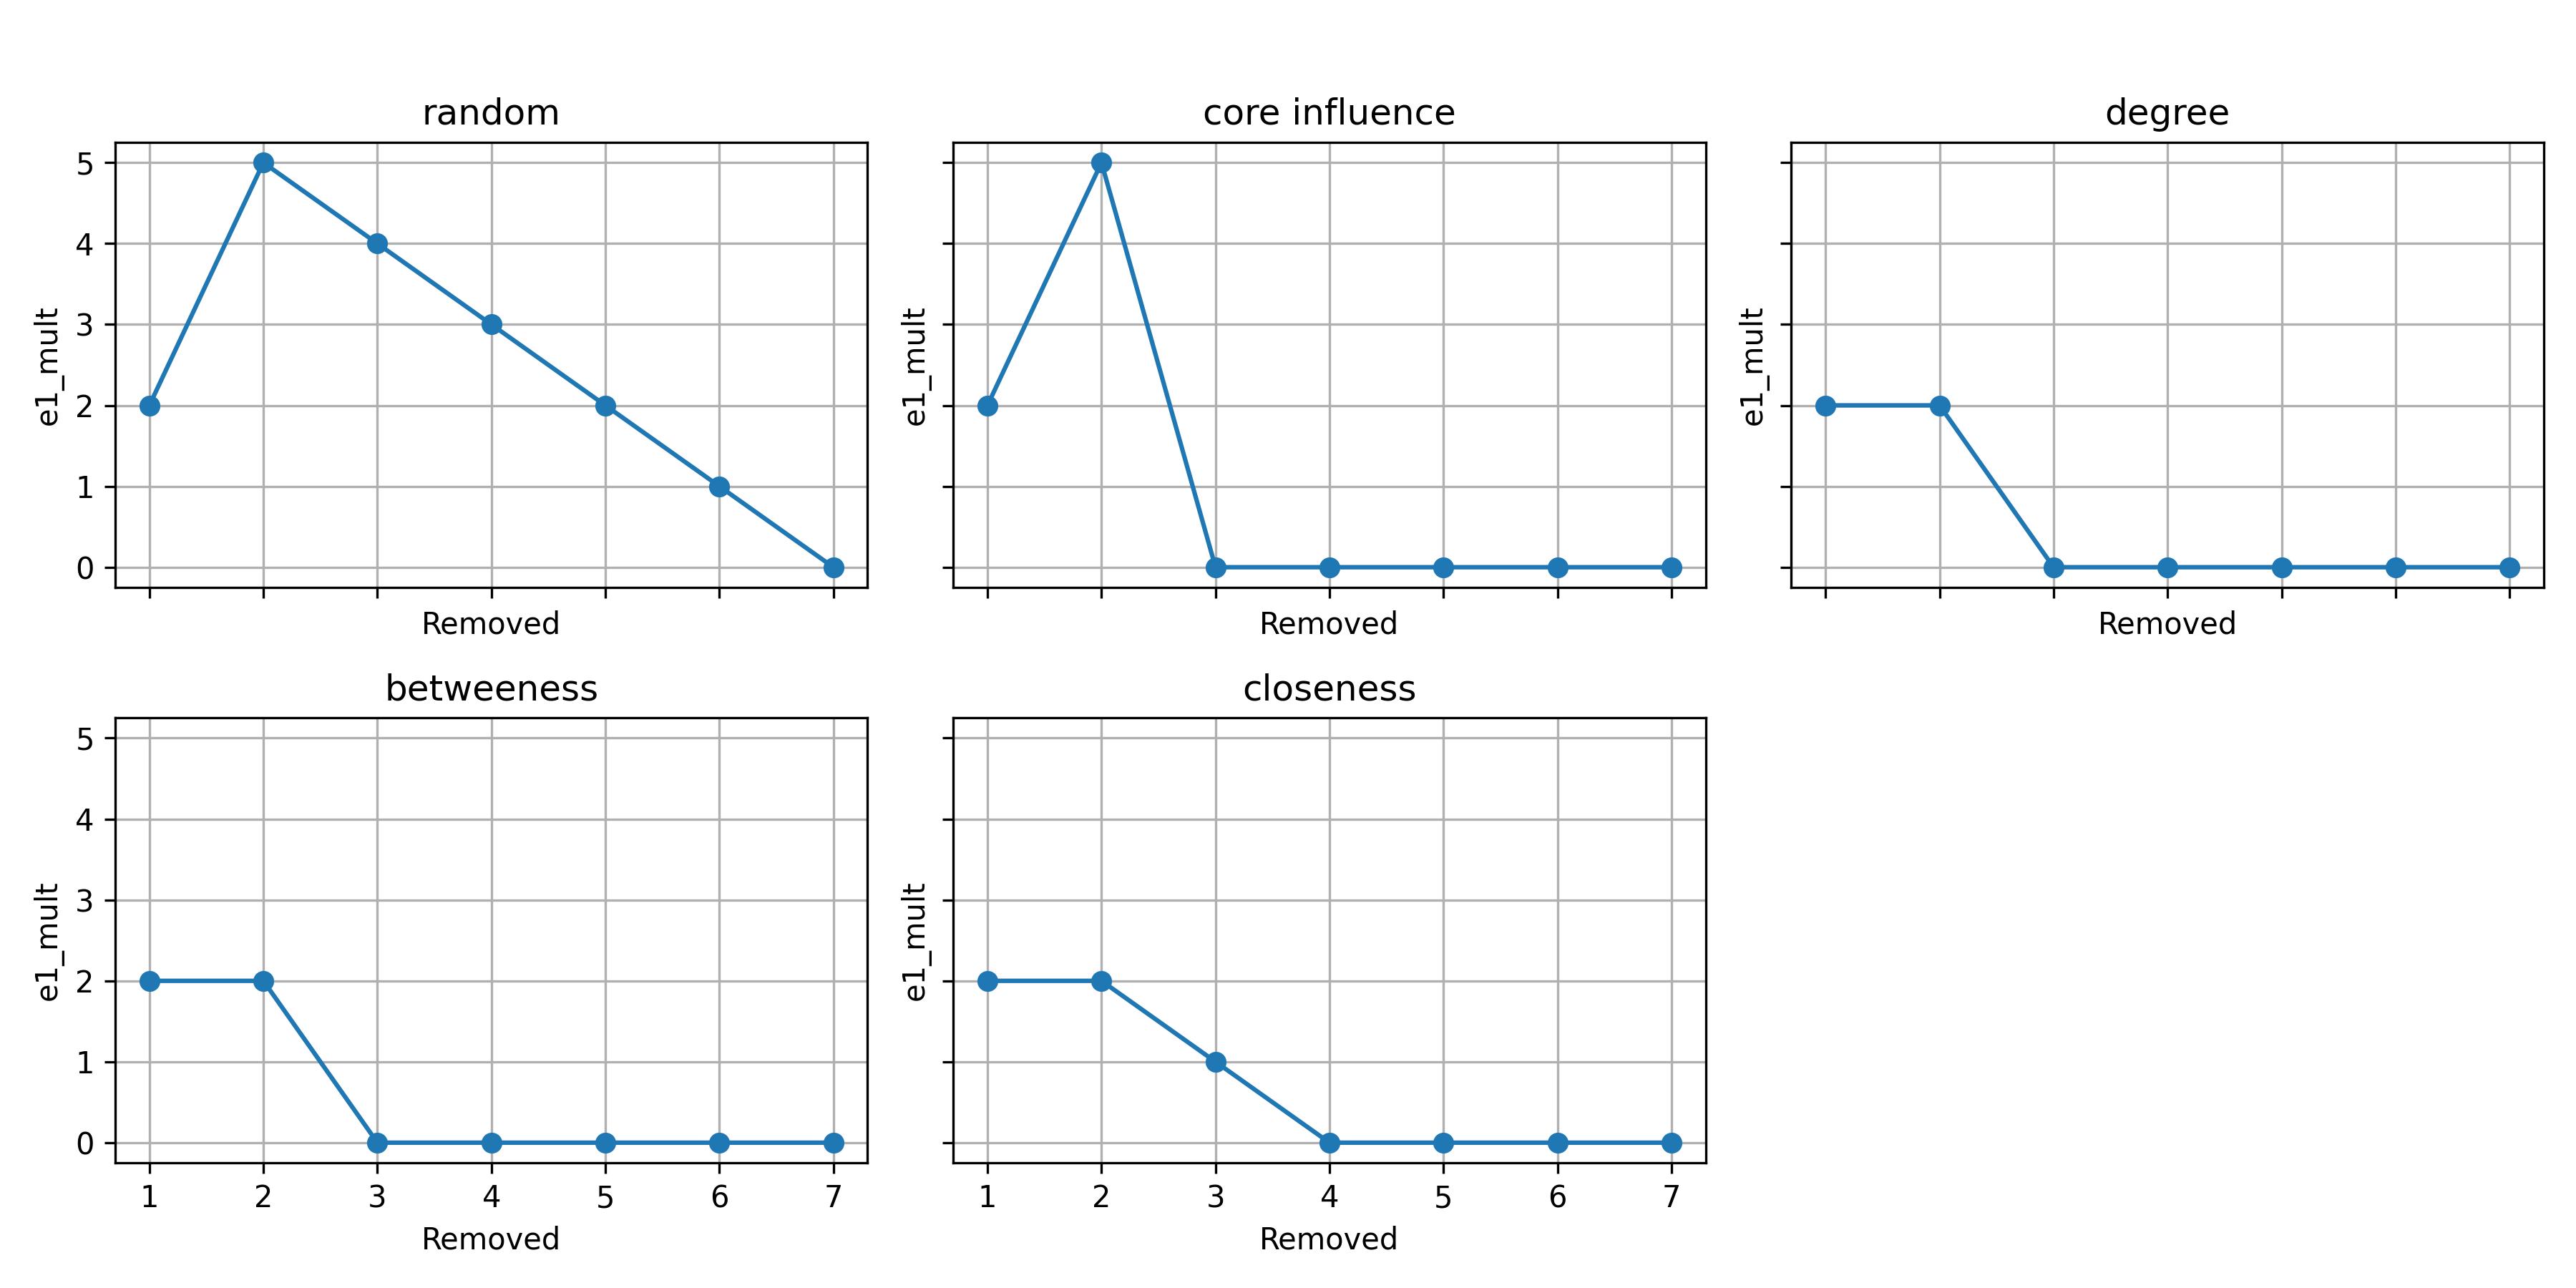 random
5
4
3
2
1
0
e1_mult
Removed
core influence
e1_mult
Removed
degree
e1_mult
Removed
betweeness
5
4
3
2
1
0
e1_mult
1 2 3 4 5 6 7
Removed
closeness
e1_mult
1 2 3 4 5 6 7
Removed